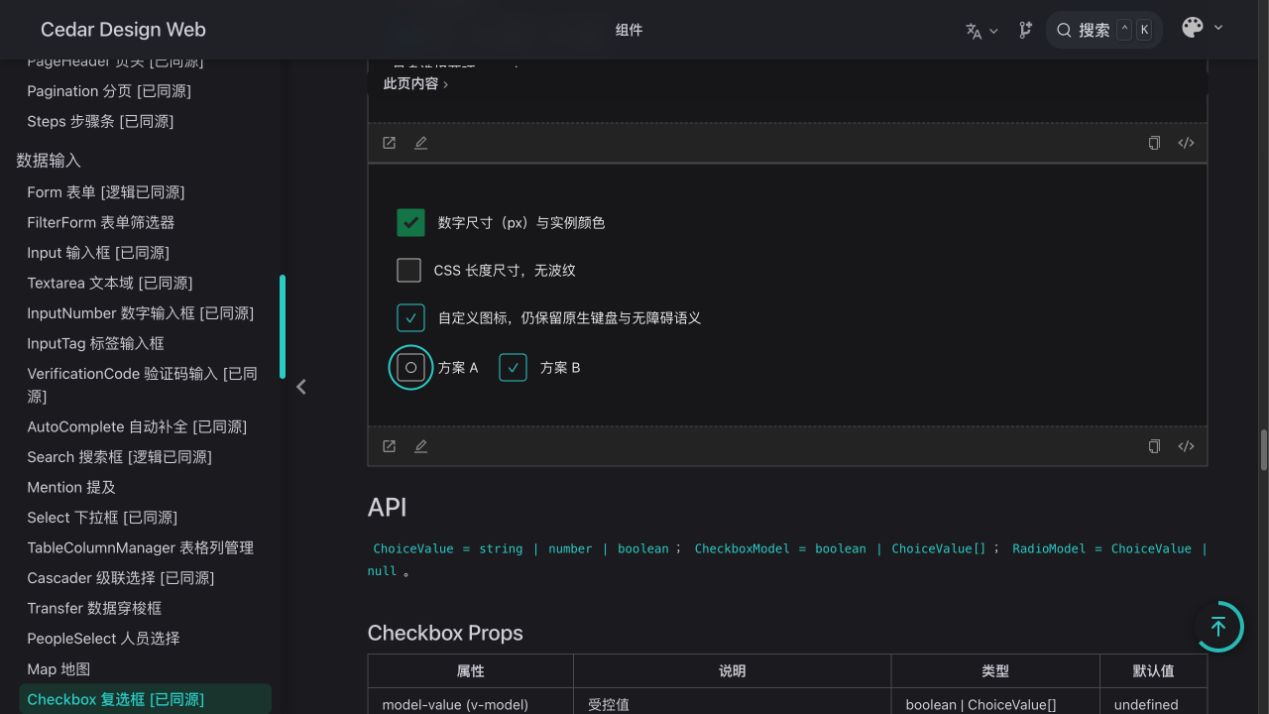 Cedar Design Web
组件
搜索
^
K
PageHeader 页头 [已同源]
Pagination 分页 [已同源]
Steps 步骤条 [已同源]
数据输入
Form 表单 [逻辑已同源]
FilterForm 表单筛选器
Input 输入框 [已同源]
Textarea 文本域 [已同源]
InputNumber 数字输入框 [已同源]
InputTag 标签输入框
VerificationCode 验证码输入 [已同
源]
AutoComplete 自动补全 [已同源]
Search 搜索框 [逻辑已同源]
Mention 提及
Select 下拉框 [已同源]
TableColumnManager 表格列管理
Cascader 级联选择 [已同源]
Transfer 数据穿梭框
PeopleSelect 人员选择
Map 地图
Checkbox 复选框 [已同源]
此页内容 ›
数字尺寸（px）与实例颜色
CSS 长度尺寸，无波纹
自定义图标，仍保留原生键盘与无障碍语义
方案 A 方案 B
API
ChoiceValue = string | number | boolean； CheckboxModel = boolean | ChoiceValue[]； RadioModel = ChoiceValue |
null 。
Checkbox Props
属性 说明 类型 默认值
model-value (v-model) 受控值 boolean | ChoiceValue[] undefined